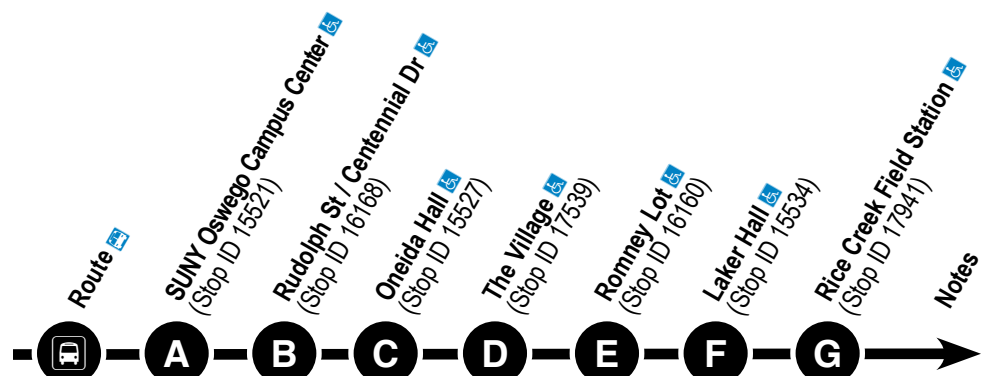 Route
SUNY Oswego Campus Center
(Stop ID 15521)
Rudolph St / Centennial Dr
(Stop ID 16168)
Oneida Hall
(Stop ID 15527)
The Village
(Stop ID 17539)
Romney Lot
(Stop ID 16160)
Laker Hall
(Stop ID 15534)
Rice Creek Field Station
(Stop ID 17941)
Notes
A B C D E F G